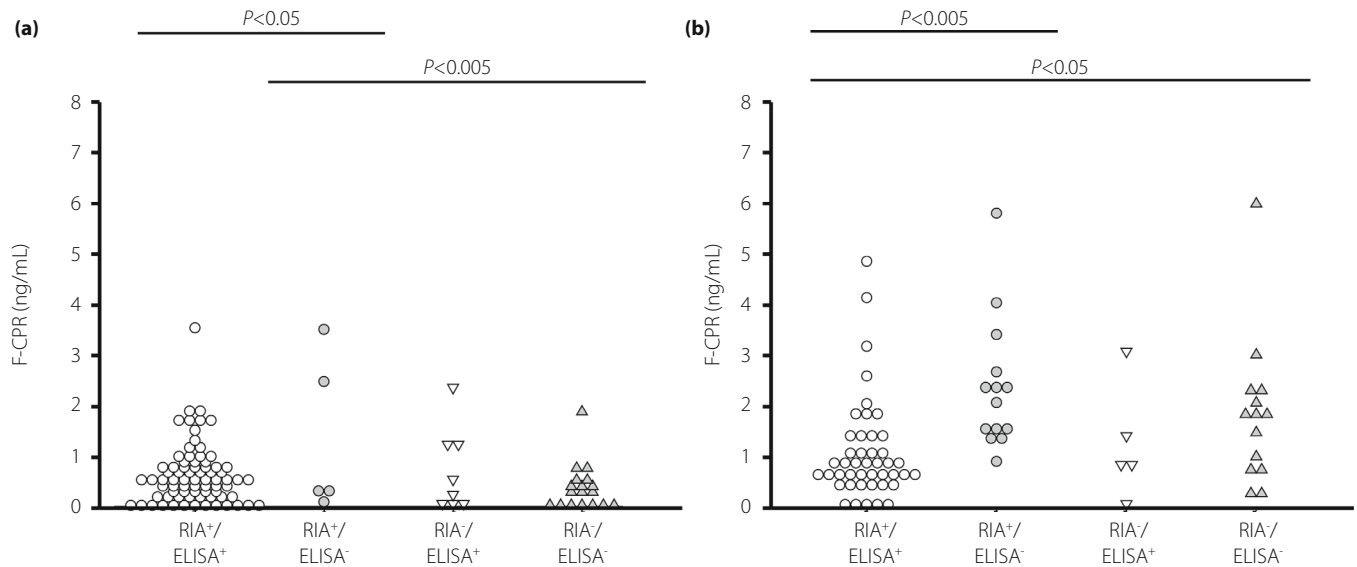 (a)
P<0.05
P<0.005
8
7
6
5
4
3
2
1
0
F-CPR (ng/mL)
RIA⁺/ RIA⁺/ RIA⁻/ RIA⁻/
ELISA⁺ ELISA⁻ ELISA⁺ ELISA⁻
(b)
P<0.005
P<0.05
8
7
6
5
4
3
2
1
0
F-CPR (ng/mL)
RIA⁺/ RIA⁺/ RIA⁻/ RIA⁻/
ELISA⁺ ELISA⁻ ELISA⁺ ELISA⁻